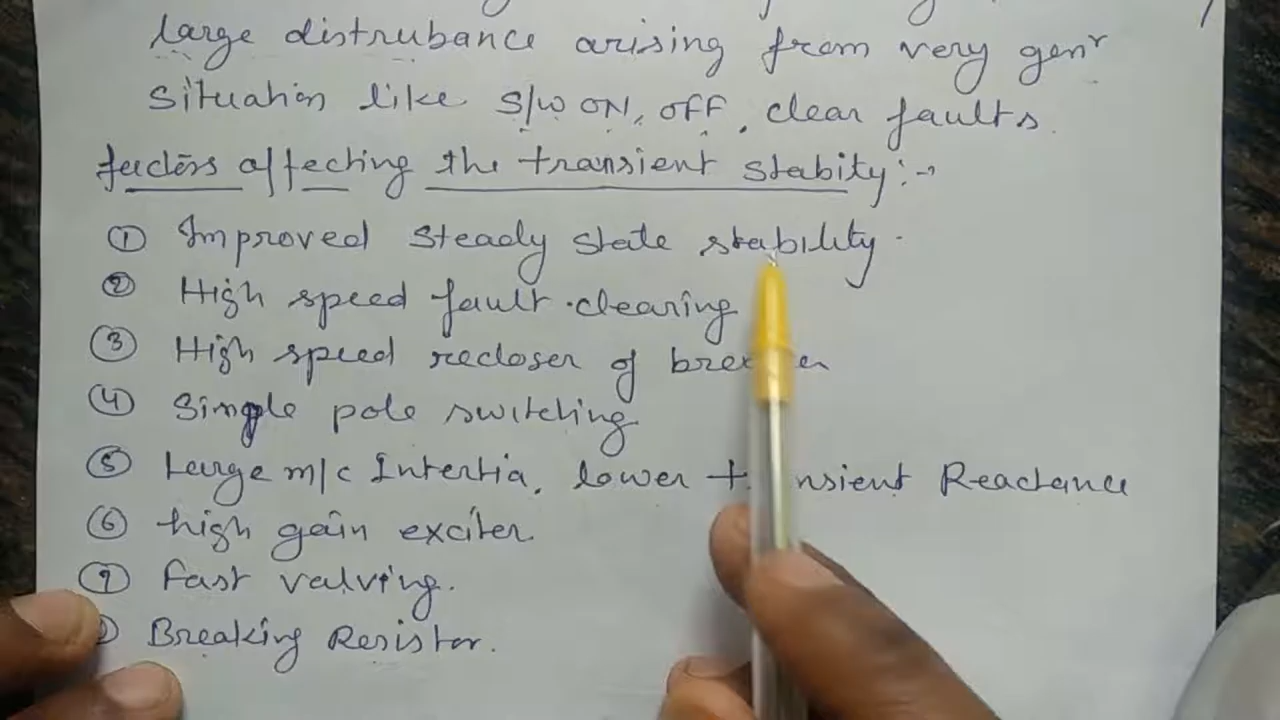 large distrubance arising from very genr
situation like S/W ON, OFF, clear faults.
factors affecting the transient stabity:-
① Improved steady state stability.
② High speed fault clearing
③ High speed recloser of
④ Single pole switching
⑤ Large m/c Intertia, lower Reactance
⑥ high gain exciter.
⑦ Fast valving.
Breaking Resistor.